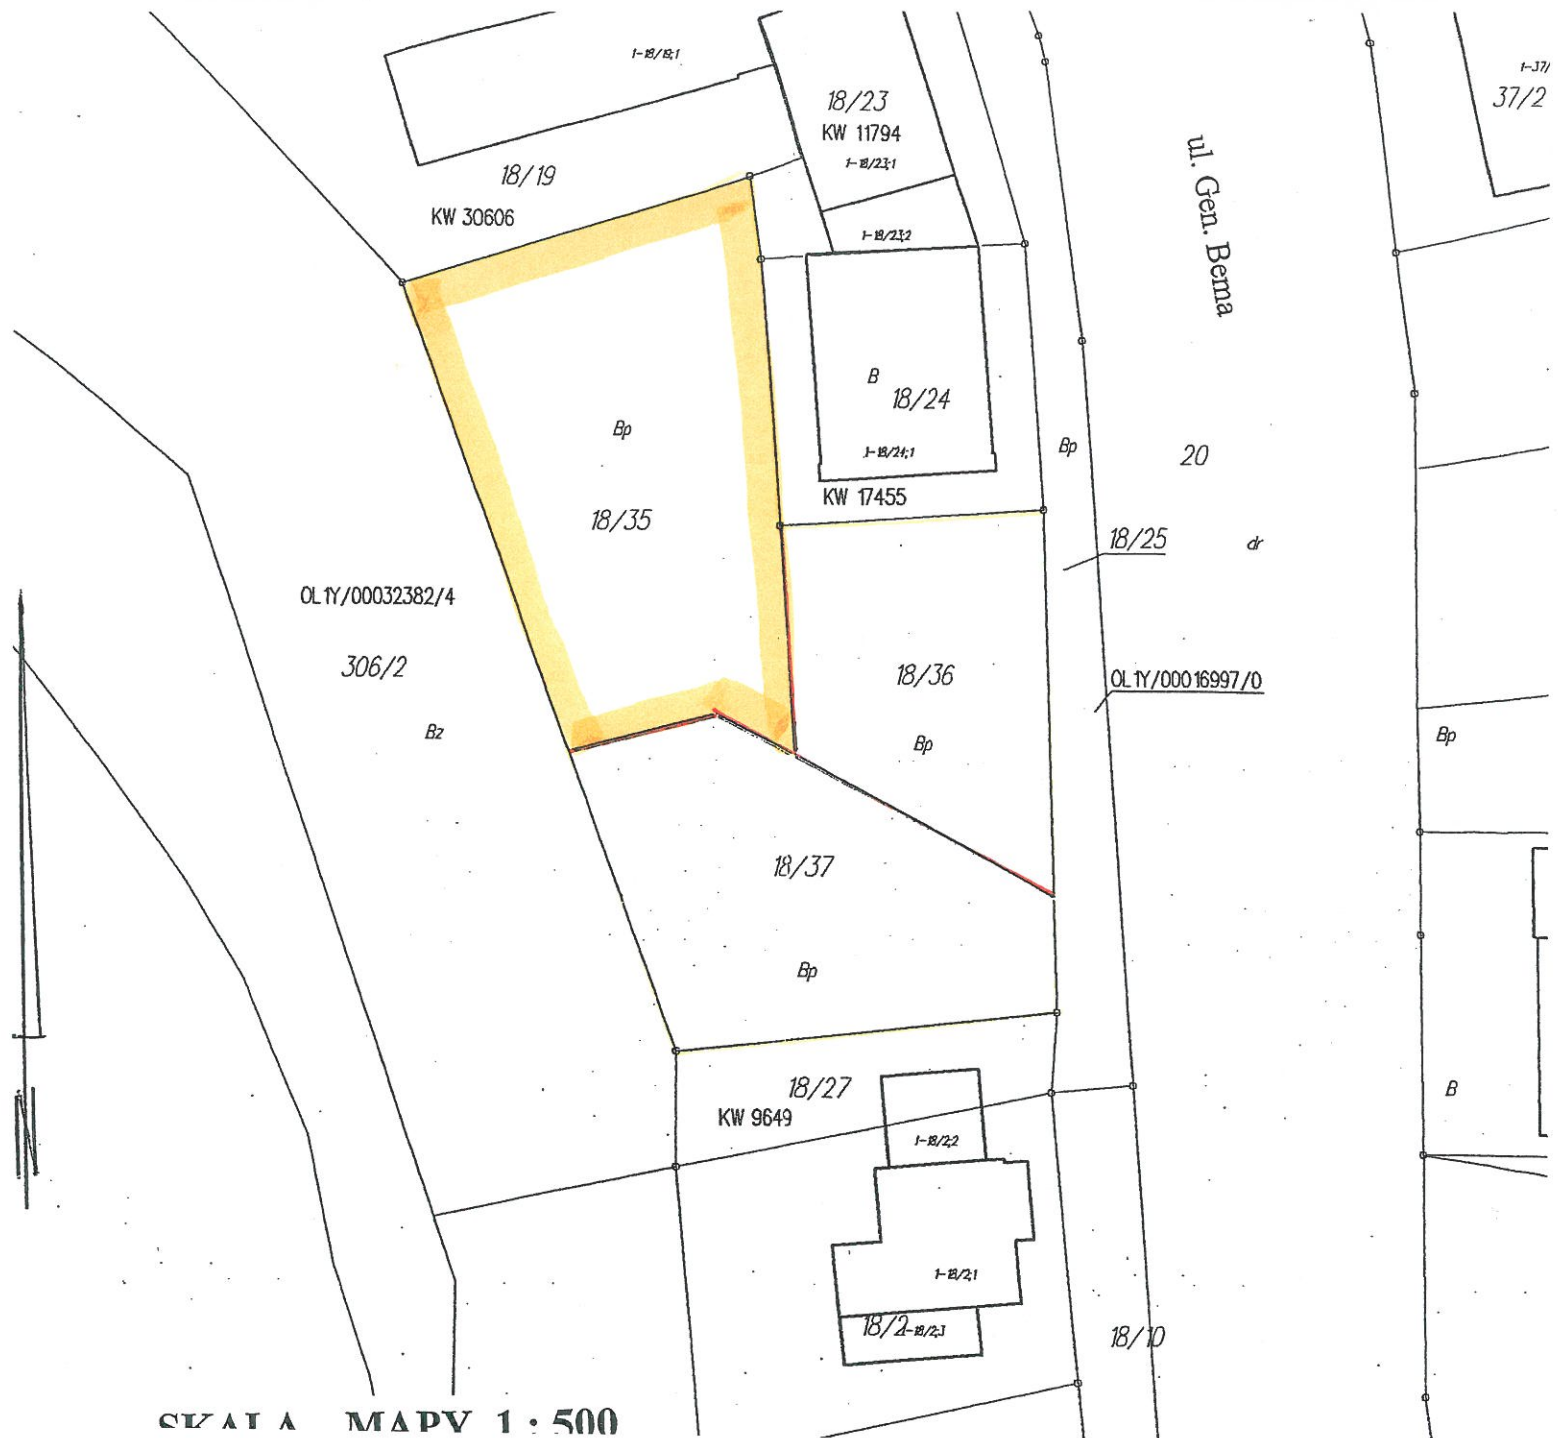 1-18/19;1
18/23
KW 11794
1-18/23;1
1-37/
37/2
18/19
KW 30606
1-18/23;2
ul. Gen. Bema
B
18/24
1-18/24;1
KW 17455
Bp
18/35
Bp
20
18/25
dr
OL1Y/00032382/4
306/2
Bz
18/36
Bp
OL1Y/00016997/0
Bp
18/37
Bp
18/27
KW 9649
B
1-18/2;2
1-18/2;1
18/2
1-18/2;3
18/10
N
SKALA MAPY 1 : 500